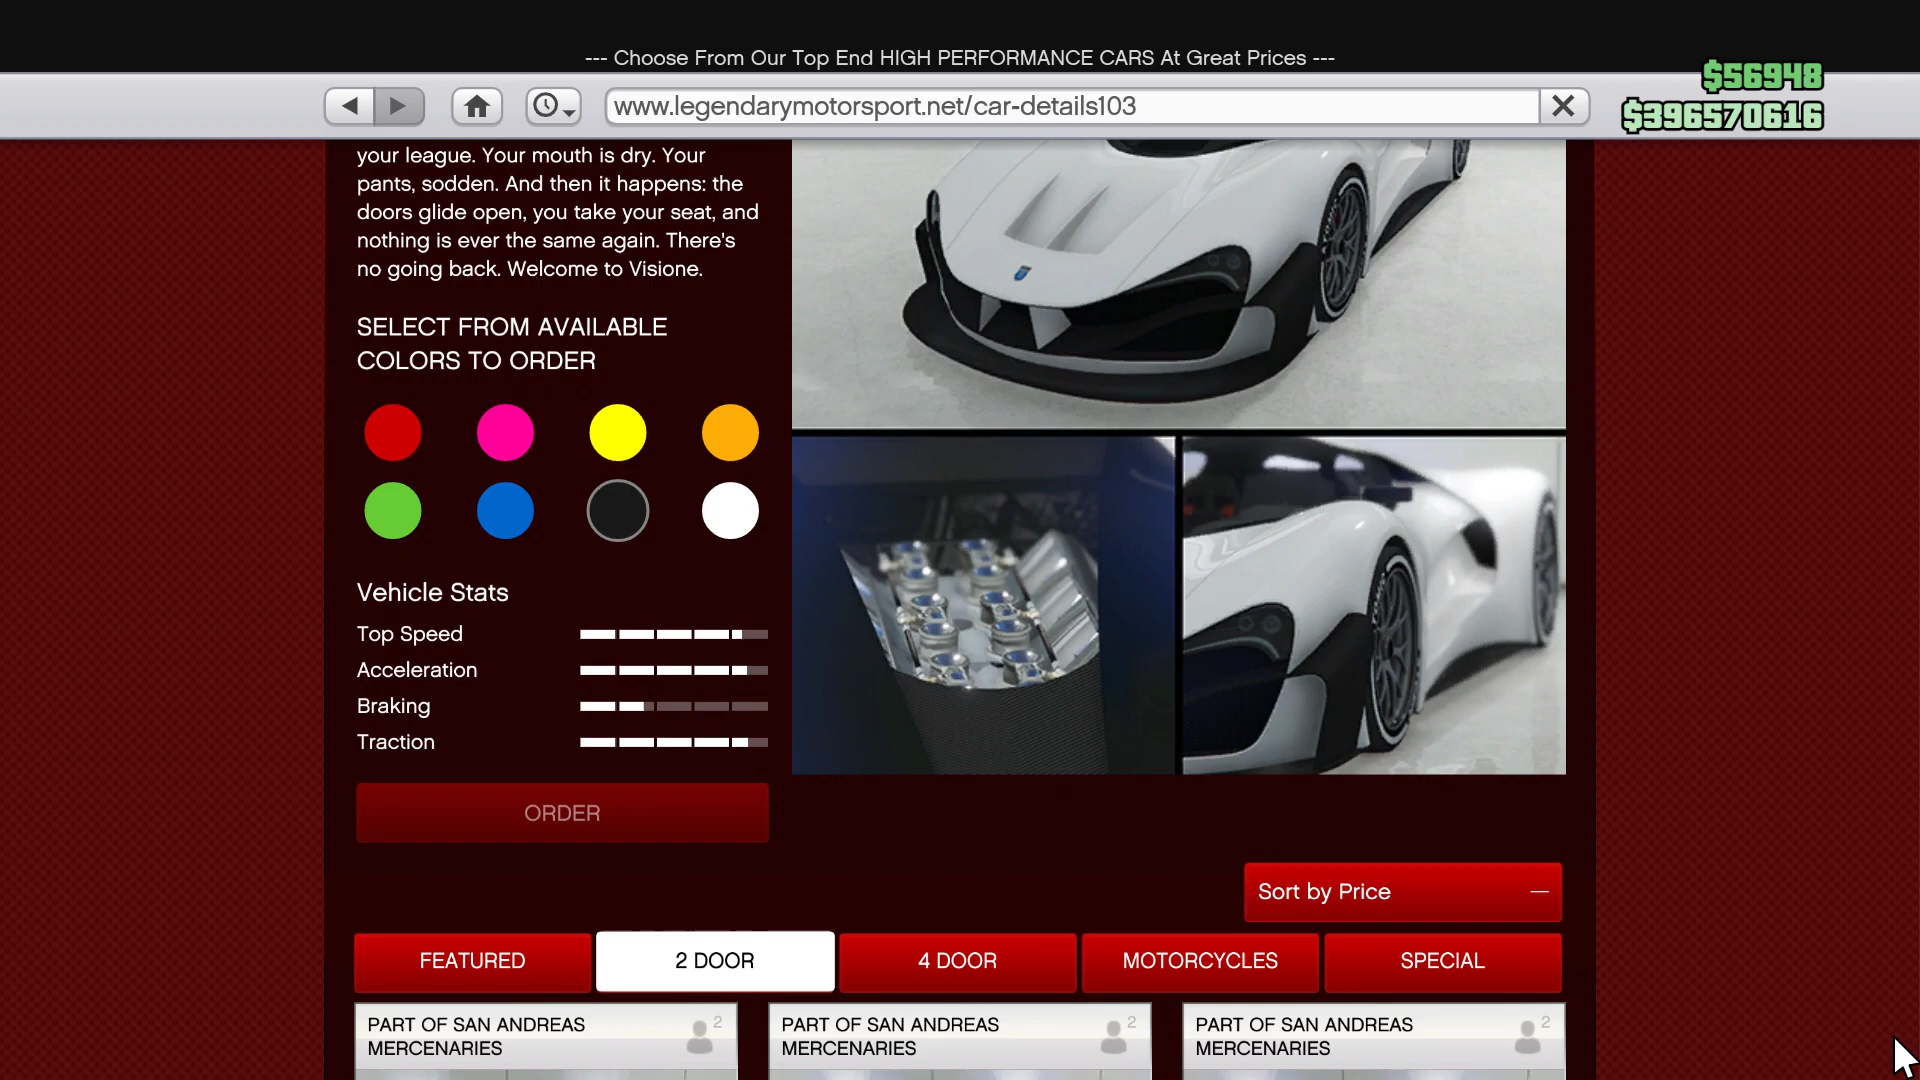 --- Choose From Our Top End HIGH PERFORMANCE CARS At Great Prices ---
$56948
www.legendarymotorsport.net/car-details103
$396570616
your league. Your mouth is dry. Your
pants, sodden. And then it happens: the
doors glide open, you take your seat, and
nothing is ever the same again. There's
no going back. Welcome to Visione.
SELECT FROM AVAILABLE
COLORS TO ORDER
Vehicle Stats
Top Speed
Acceleration
Braking
Traction
ORDER
Sort by Price
FEATURED
2 DOOR
4 DOOR
MOTORCYCLES
SPECIAL
PART OF SAN ANDREAS
MERCENARIES
2
PART OF SAN ANDREAS
MERCENARIES
2
PART OF SAN ANDREAS
MERCENARIES
2